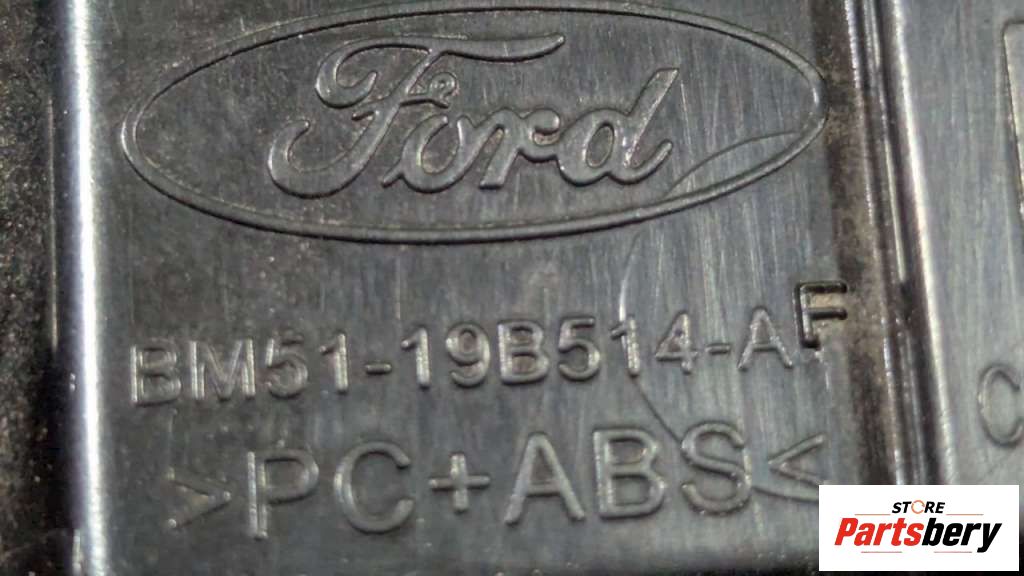 Ford
BM51-19B514-AF
>PC+ABS<
C
STORE
Partsbery